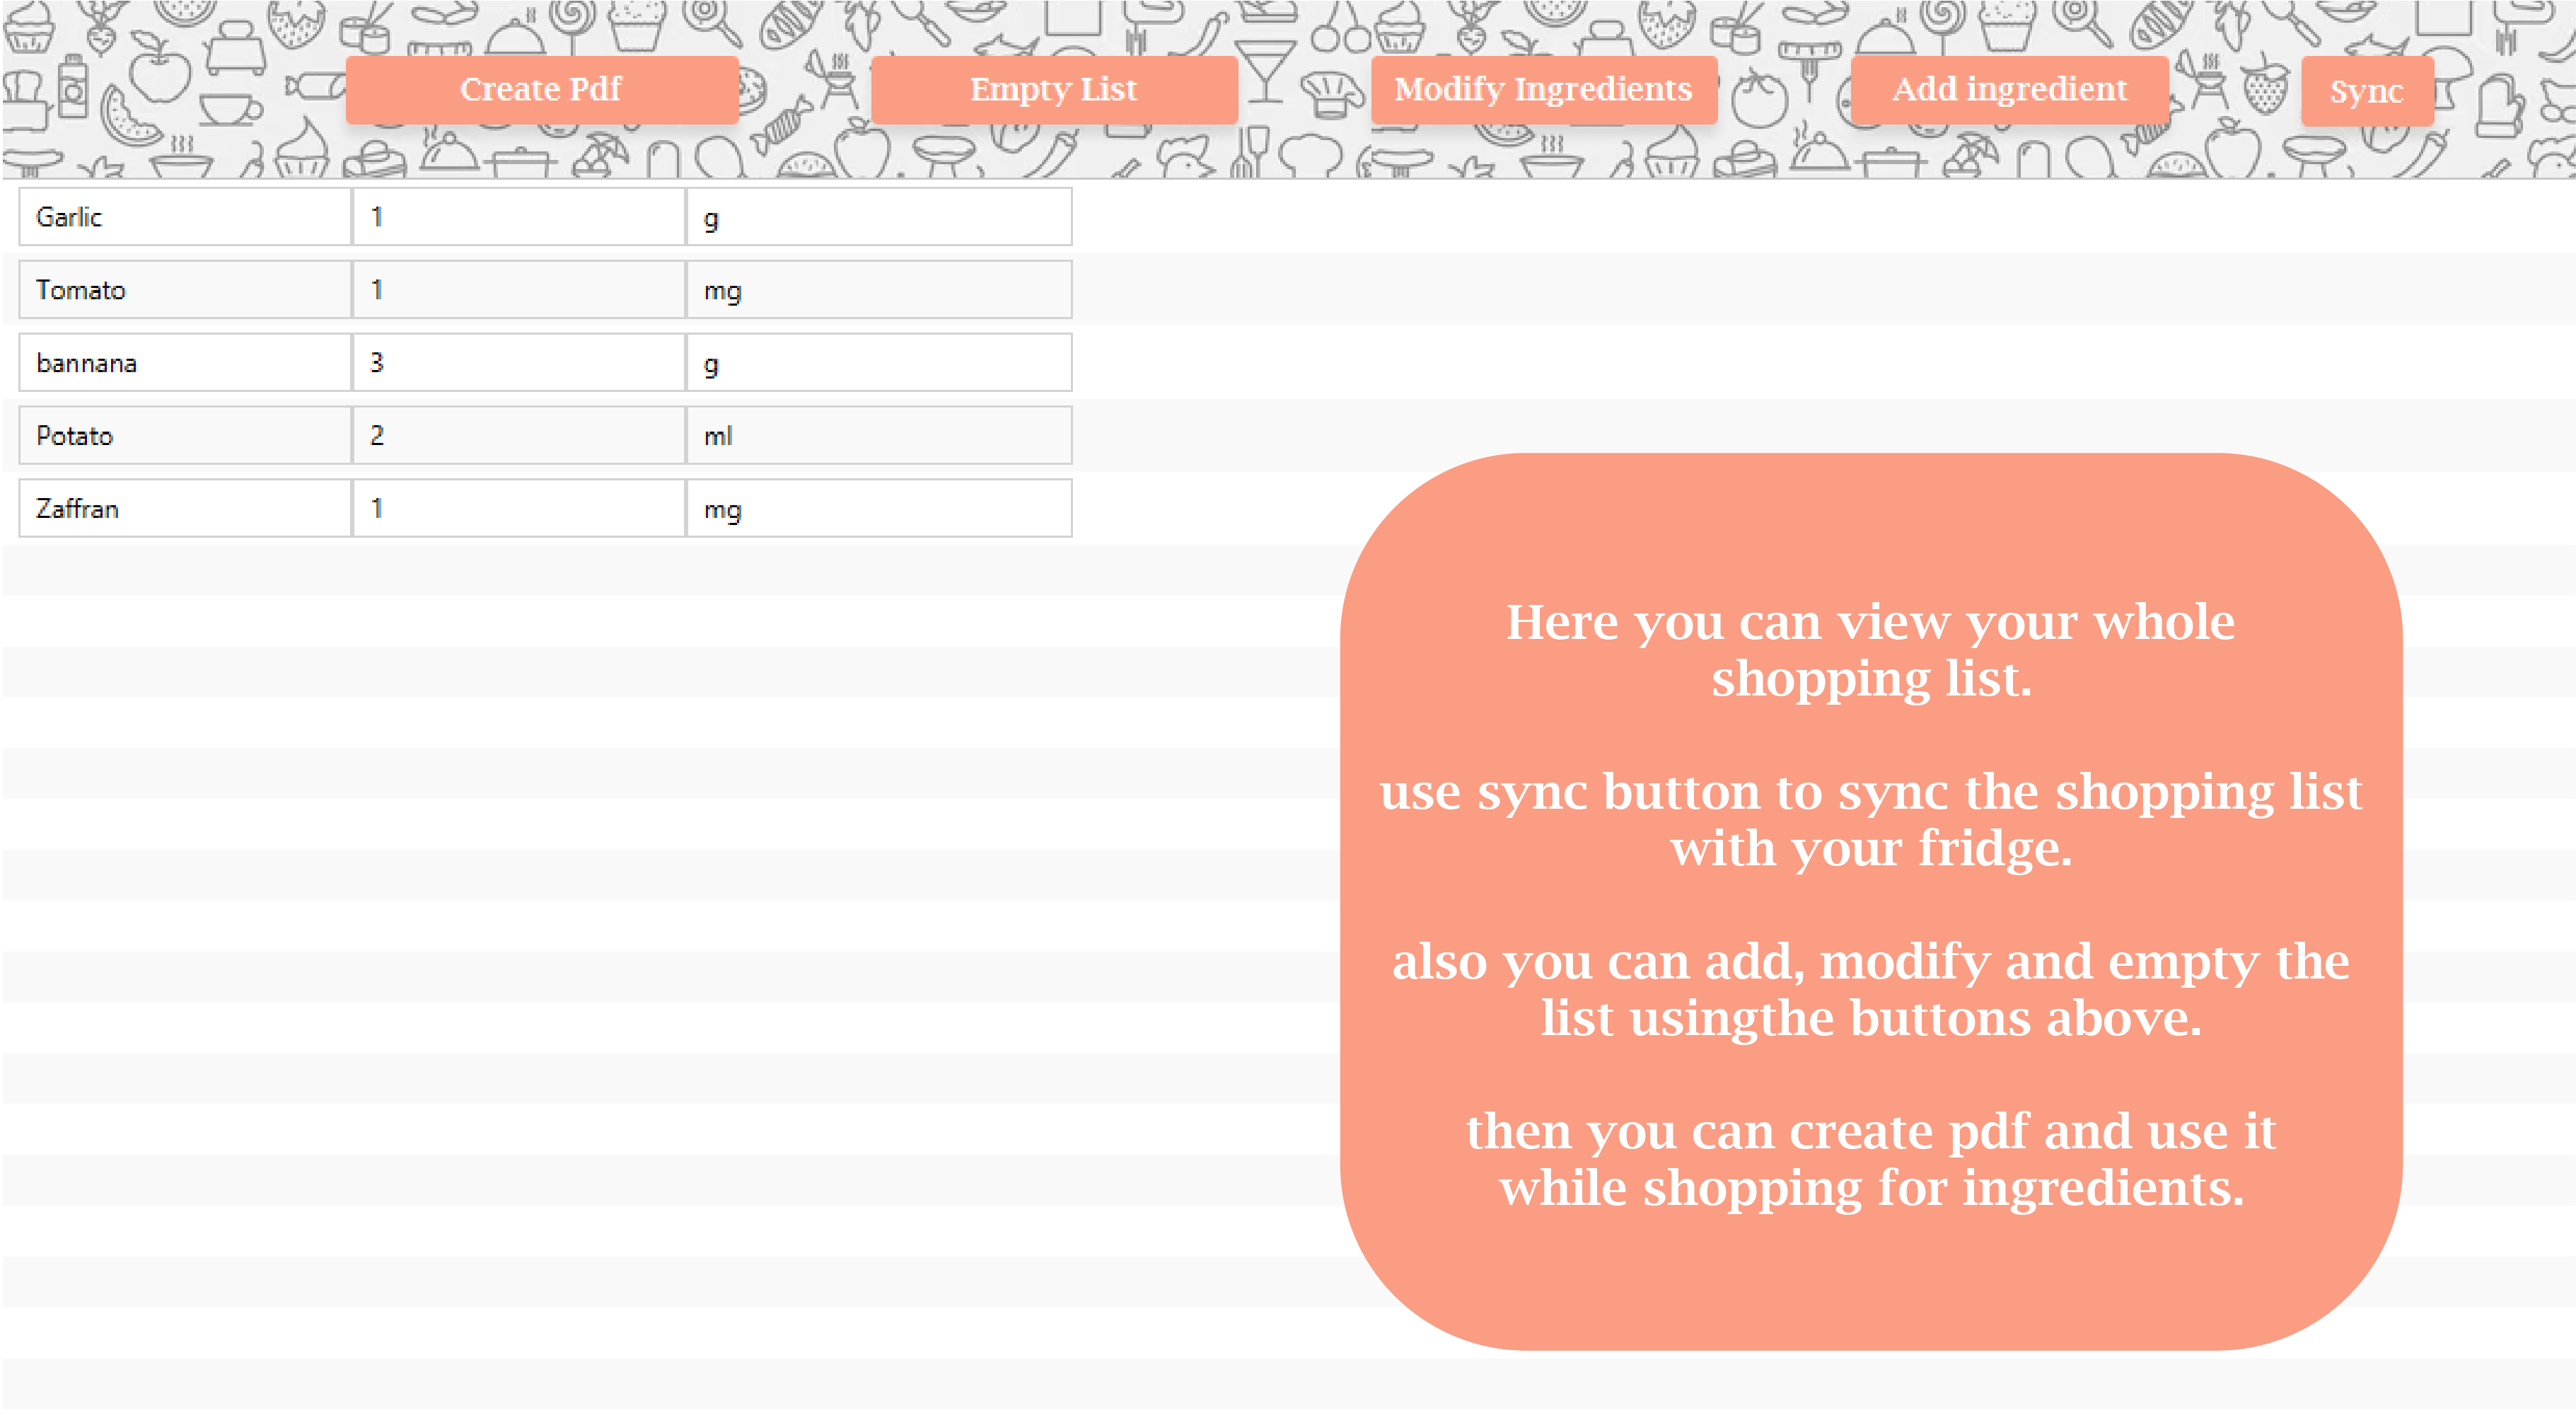 Create Pdf Empty List Modify Ingredients Add ingredient Sync
Garlic 1 g
Tomato 1 mg
bannana 3 g
Potato 2 ml
Zaffran 1 mg
Here you can view your whole
shopping list.
use sync button to sync the shopping list
with your fridge.
also you can add, modify and empty the
list usingthe buttons above.
then you can create pdf and use it
while shopping for ingredients.